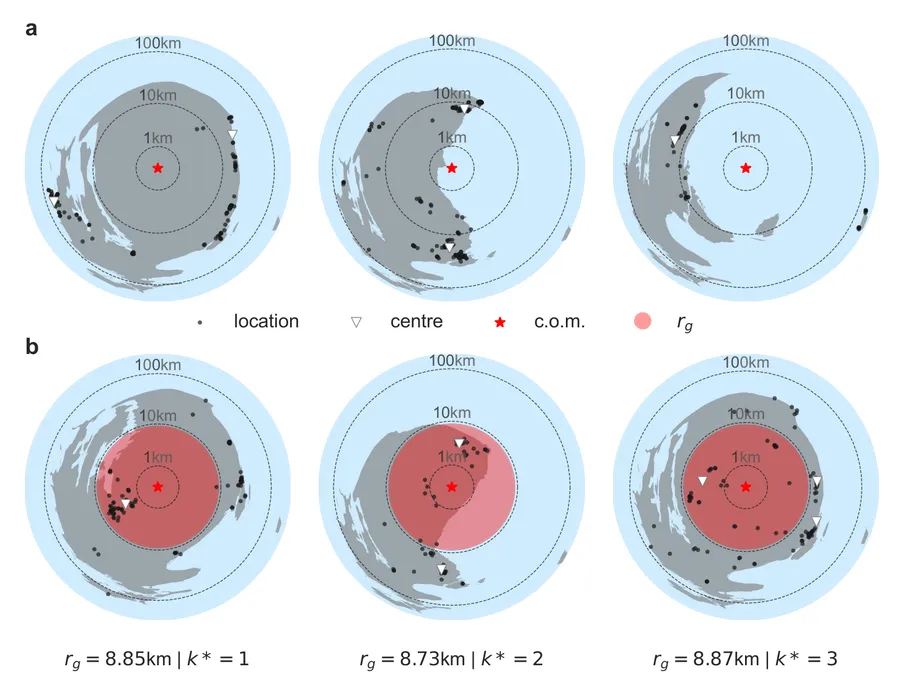 a
100km 100km 100km
10km 10km 10km
1km 1km 1km
location centre c.o.m. r_g
b
100km 100km 100km
10km 10km 10km
1km 1km 1km
r_g = 8.85km | k* = 1 r_g = 8.73km | k* = 2 r_g = 8.87km | k* = 3